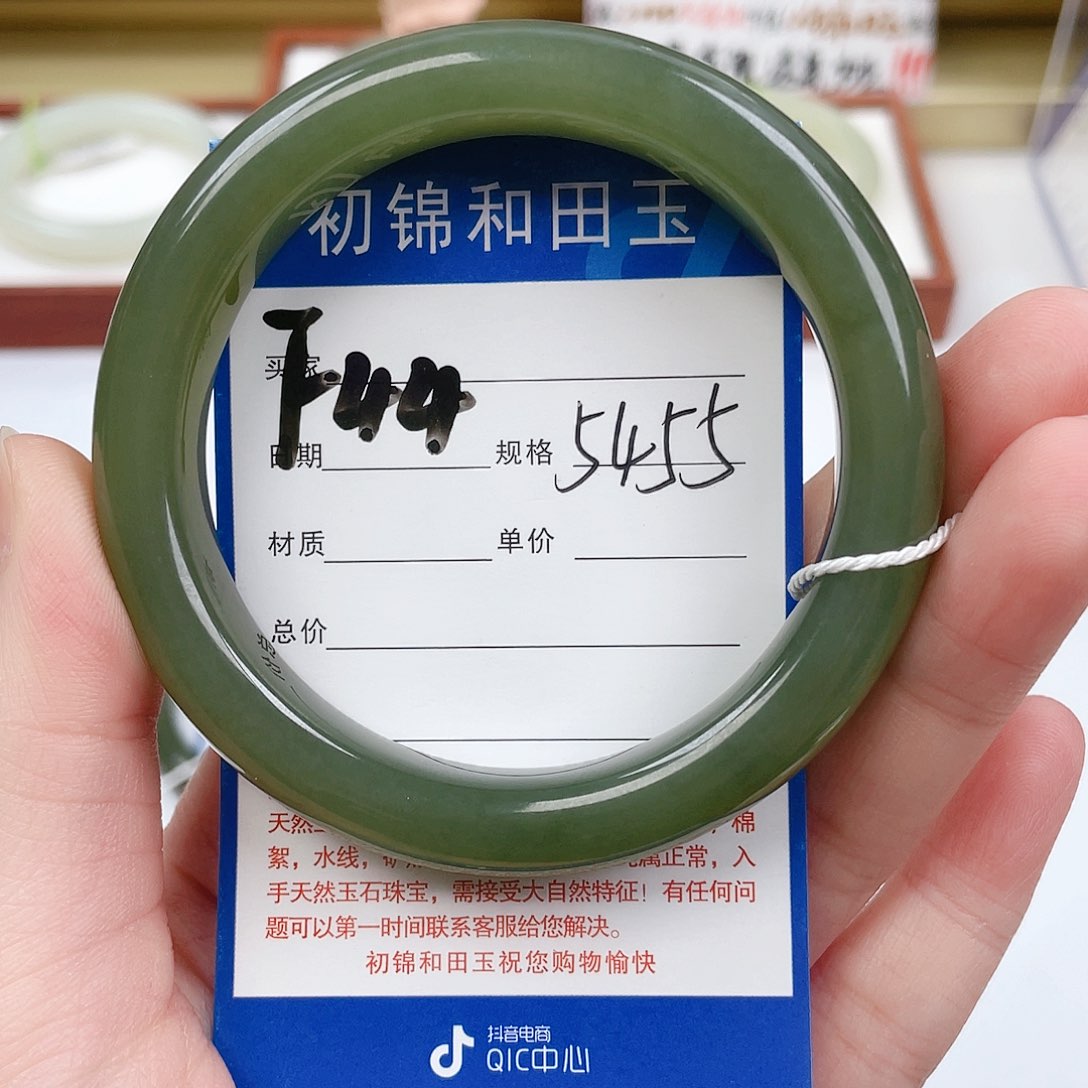 初锦和田玉
T44
买家
日期 规格 5455
材质 单价
总价
天然 棉
絮，水线， 属正常，入
手天然玉石珠宝，需接受大自然特征！有任何问
题可以第一时间联系客服给您解决。
初锦和田玉祝您购物愉快
抖音电商
QIC中心